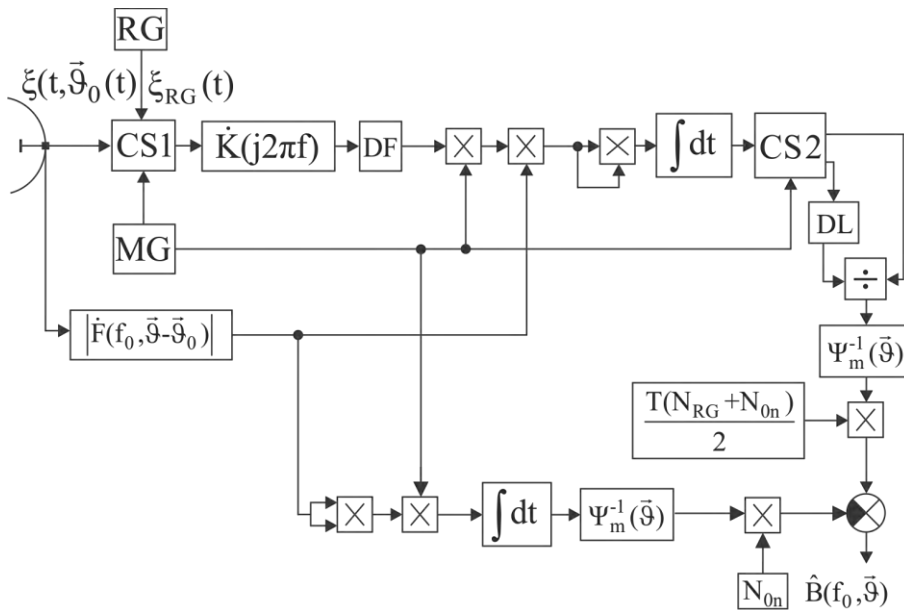 RG
ξ(t,ϑ⃗₀(t) ξ_RG(t)
CS1
K̇(j2πf)
DF
×
×
×
∫dt
CS2
MG
DL
÷
|Ḟ(f₀,ϑ⃗-ϑ⃗₀)|
Ψ_m⁻¹(ϑ⃗)
T(N_RG+N_0n)
2
×
×
×
∫dt
Ψ_m⁻¹(ϑ⃗)
×
N_0n
B̂(f₀,ϑ⃗)